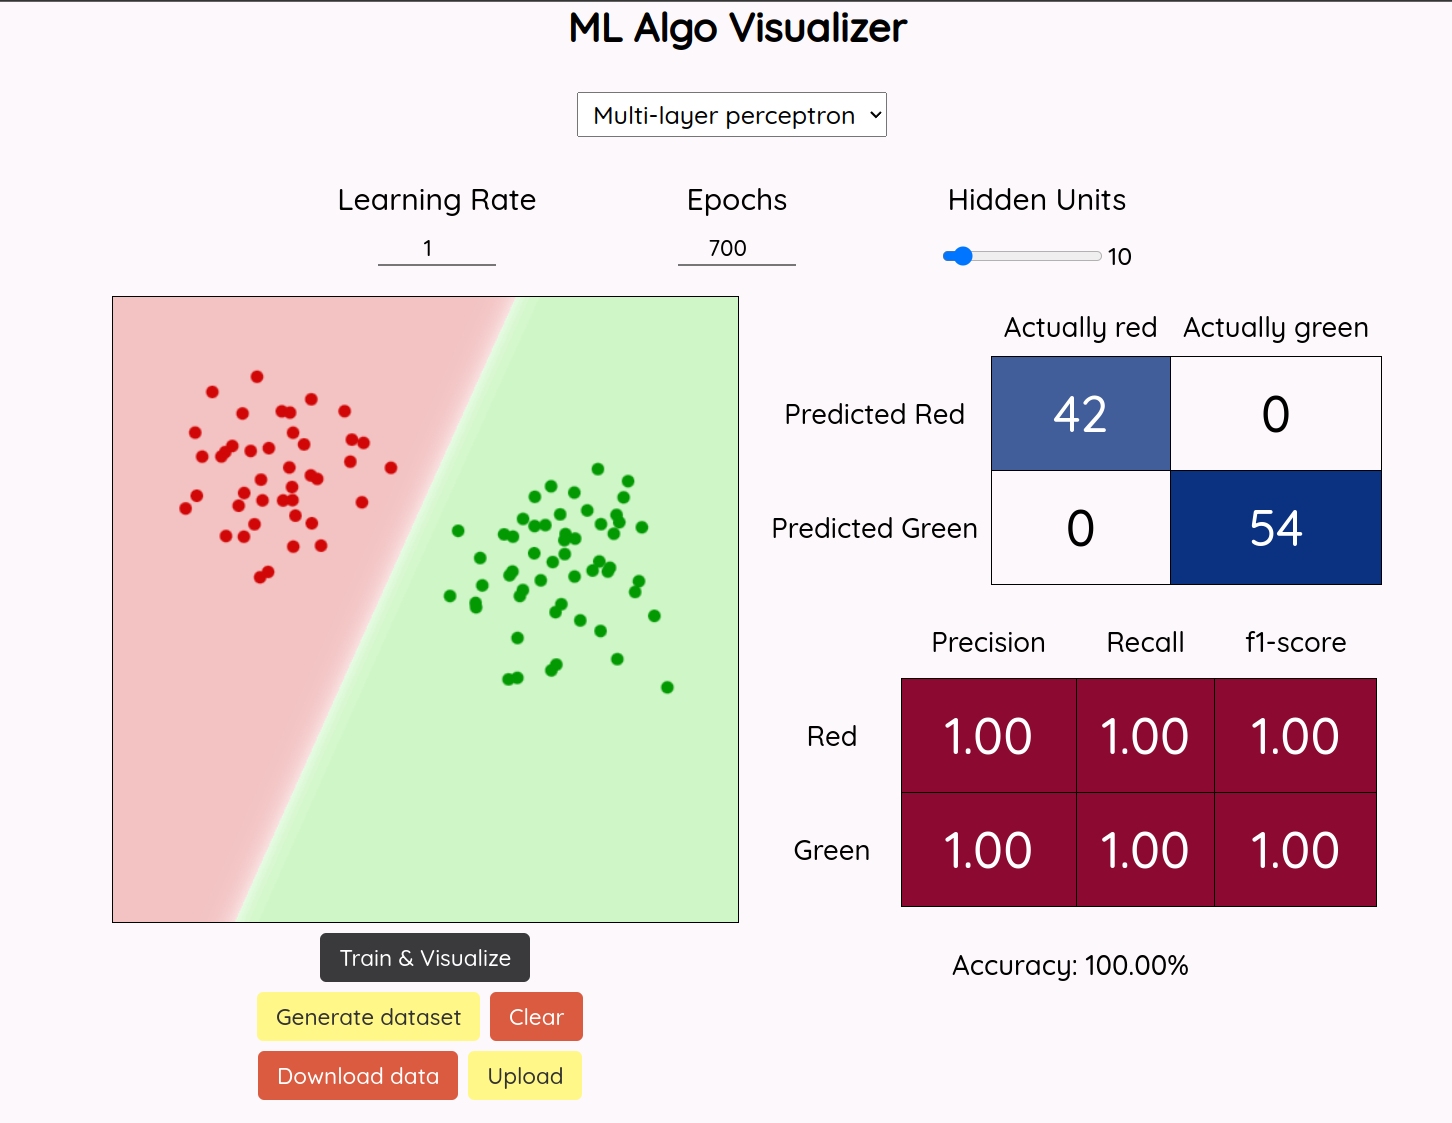 ML Algo Visualizer
Multi-layer perceptron
Learning Rate Epochs Hidden Units
1 700 10
Actually red Actually green
Predicted Red 42 0
Predicted Green 0 54
Precision Recall f1-score
Red 1.00 1.00 1.00
Green 1.00 1.00 1.00
Accuracy: 100.00%
Train & Visualize
Generate dataset Clear
Download data Upload